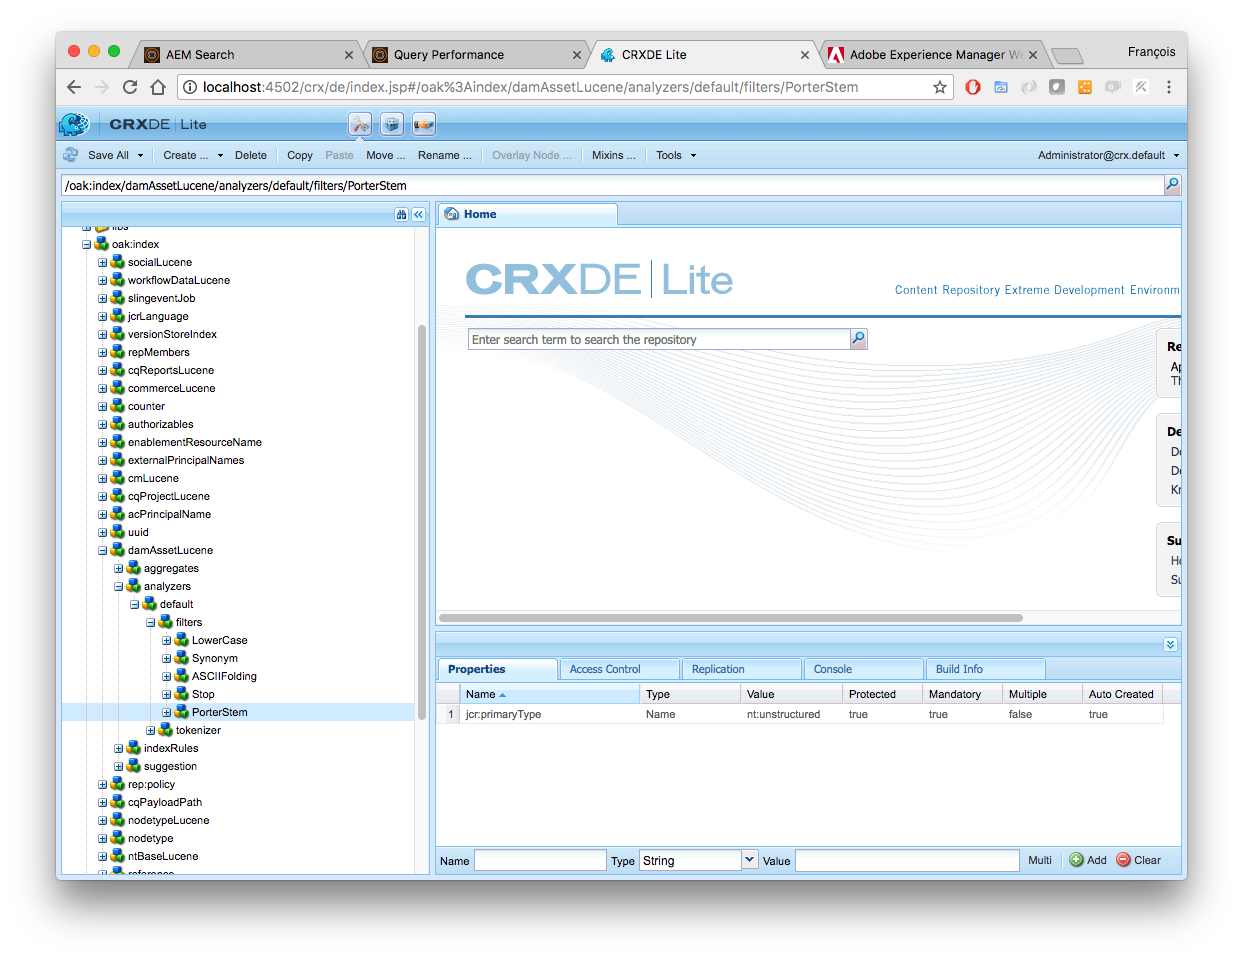 AEM Search
Query Performance
CRXDE Lite
Adobe Experience Manager We
François
localhost:4502/crx/de/index.jsp#/oak%3Aindex/damAssetLucene/analyzers/default/filters/PorterStem
CRXDE | Lite
Save All Create ... Delete Copy Paste Move ... Rename ... Overlay Node ... Mixins ... Tools Administrator@crx.default
/oak:index/damAssetLucene/analyzers/default/filters/PorterStem
libs
oak:index
socialLucene
workflowDataLucene
slingeventJob
jcrLanguage
versionStoreIndex
repMembers
cqReportsLucene
commerceLucene
counter
authorizables
enablementResourceName
externalPrincipalNames
cmLucene
cqProjectLucene
acPrincipalName
uuid
damAssetLucene
aggregates
analyzers
default
filters
LowerCase
Synonym
ASCIIFolding
Stop
PorterStem
tokenizer
indexRules
suggestion
rep:policy
cqPayloadPath
nodetypeLucene
nodetype
ntBaseLucene
reference
Home
CRXDE | Lite
Content Repository Extreme Development Environm
Enter search term to search the repository
Re
Ap
Th
De
Do
De
Kn
Su
Ho
Su
Properties Access Control Replication Console Build Info
Name Type Value Protected Mandatory Multiple Auto Created
1 jcr:primaryType Name nt:unstructured true true false true
Name Type String Value Multi Add Clear